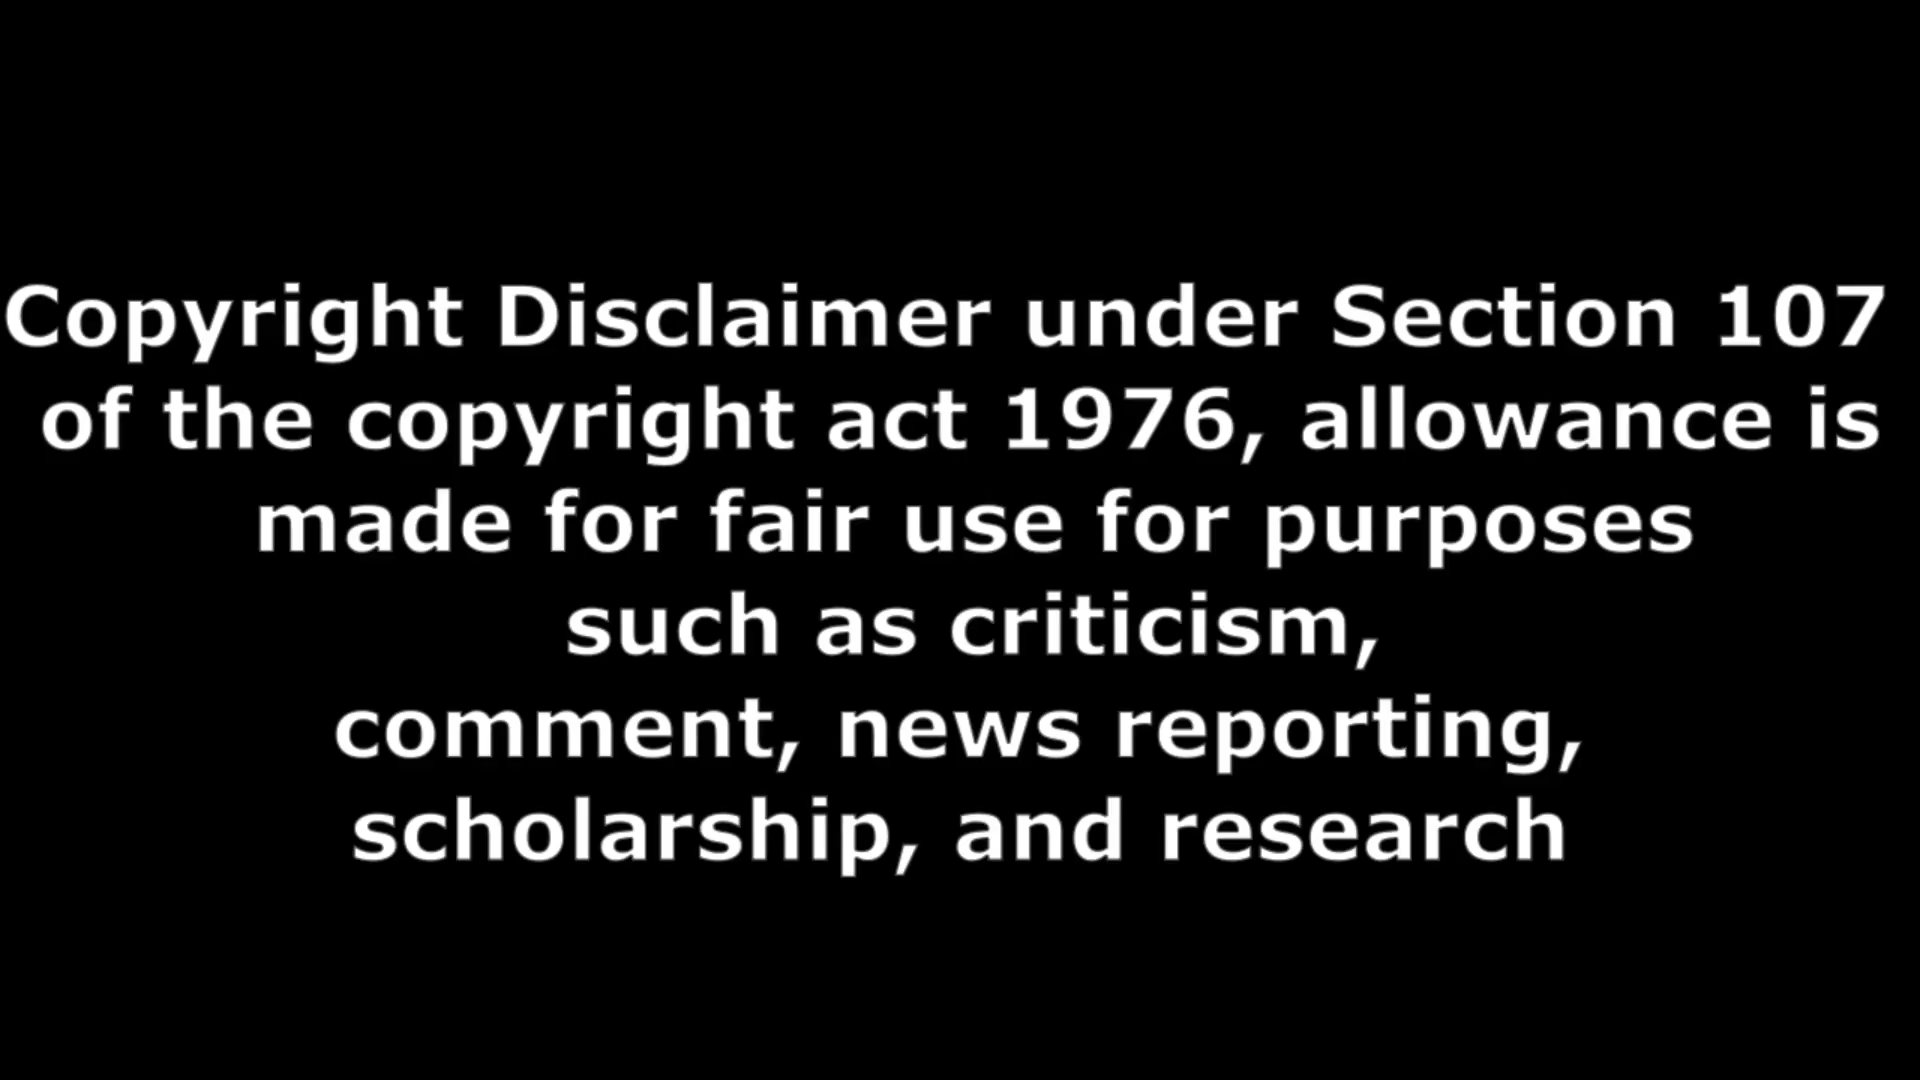 Copyright Disclaimer under Section 107
of the copyright act 1976, allowance is
made for fair use for purposes
such as criticism,
comment, news reporting,
scholarship, and research